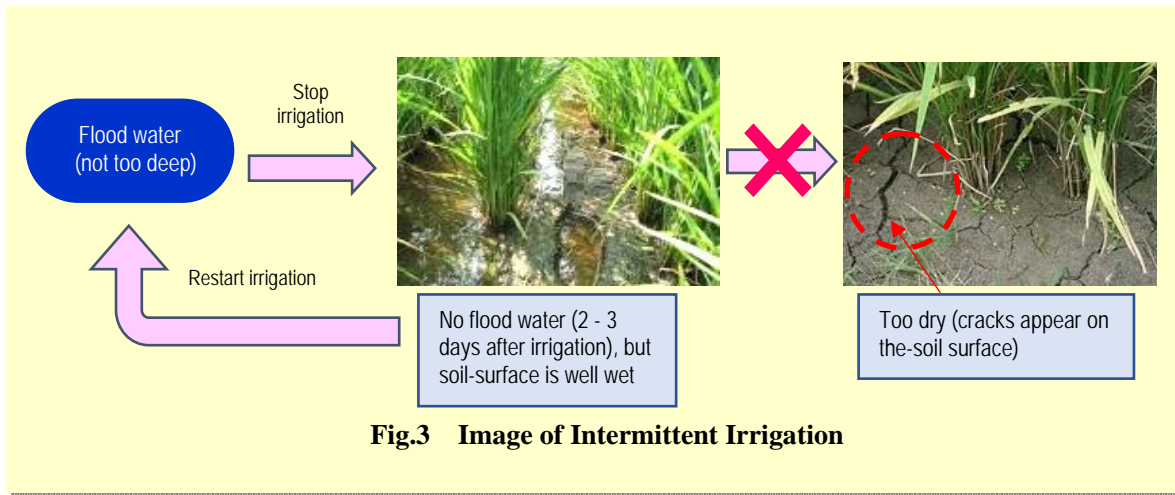 Flood water
(not too deep)
Stop
irrigation
Restart irrigation
No flood water (2 - 3
days after irrigation), but
soil-surface is well wet
Too dry (cracks appear on
the-soil surface)
Fig.3 Image of Intermittent Irrigation